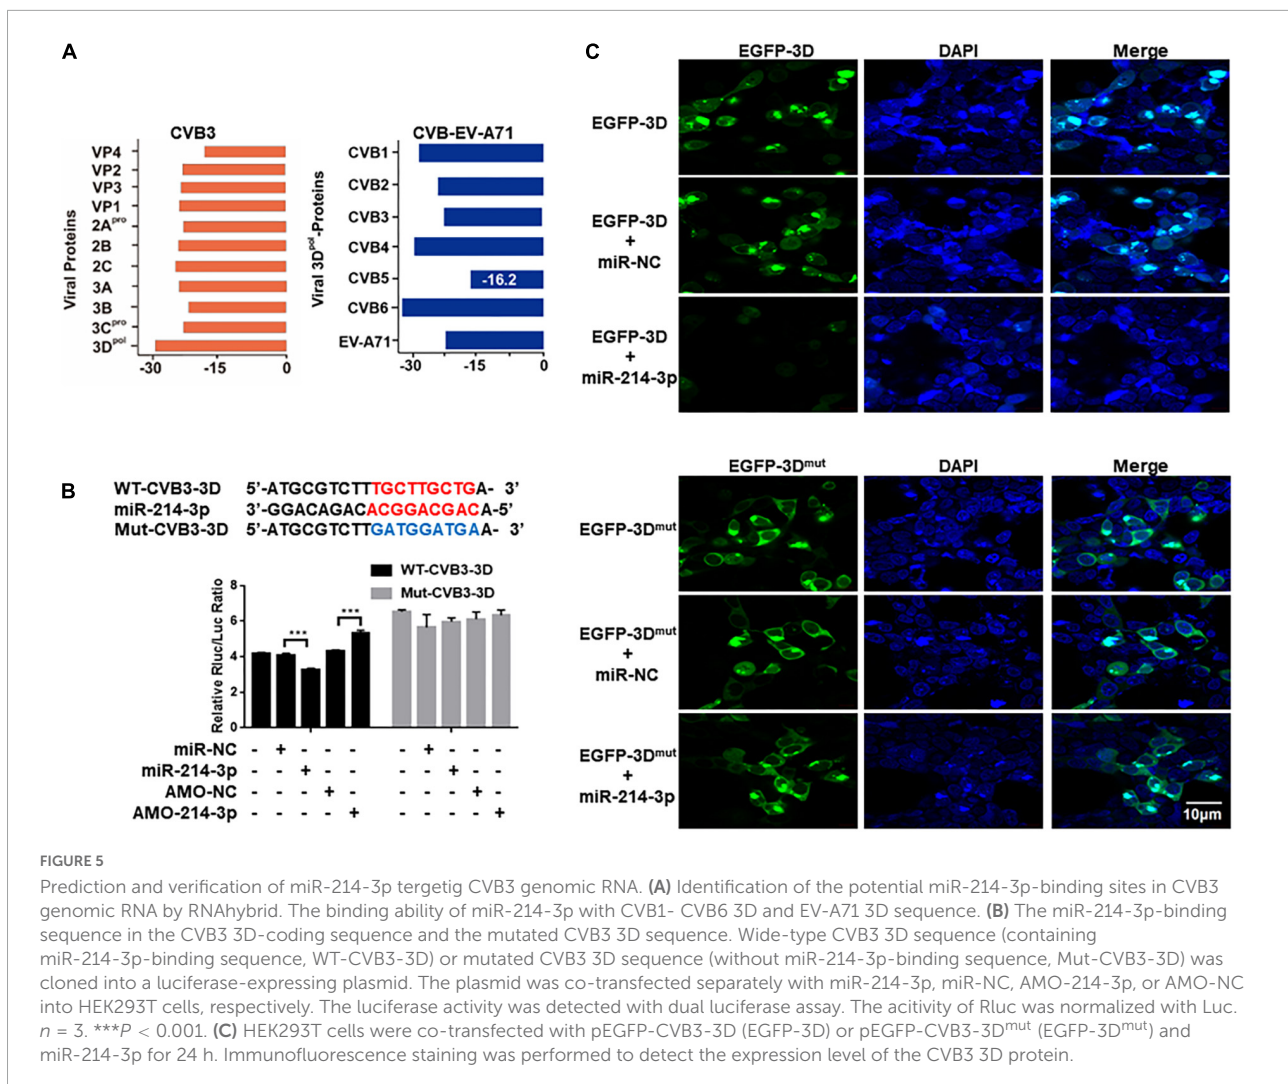 A
CVB3
Viral Proteins
VP4
VP2
VP3
VP1
2Apro
2B
2C
3A
3B
3Cpro
3Dpol
-30 -15 0
CVB-EV-A71
Viral 3Dpol-Proteins
CVB1
CVB2
CVB3
CVB4
CVB5
-16.2
CVB6
EV-A71
-30 -15 0
B
WT-CVB3-3D 5’-ATGCGTCTTTGCTTGCTGA- 3’
miR-214-3p 3’-GGACAGACACGGACGACA-5’
Mut-CVB3-3D 5’-ATGCGTCTTGATGGATGAA- 3’
WT-CVB3-3D
Mut-CVB3-3D
Relative Rluc/Luc Ratio
8
6
4
2
0
***
***
miR-NC - + - - - - + - - -
miR-214-3p - - + - - - - + - -
AMO-NC - - - + - - - - + -
AMO-214-3p - - - - + - - - - +
C
EGFP-3D DAPI Merge
EGFP-3D
EGFP-3D
+
miR-NC
EGFP-3D
+
miR-214-3p
EGFP-3Dmut DAPI Merge
EGFP-3Dmut
EGFP-3Dmut
+
miR-NC
EGFP-3Dmut
+
miR-214-3p
10μm
FIGURE 5
Prediction and verification of miR-214-3p tergetig CVB3 genomic RNA. (A) Identification of the potential miR-214-3p-binding sites in CVB3
genomic RNA by RNAhybrid. The binding ability of miR-214-3p with CVB1- CVB6 3D and EV-A71 3D sequence. (B) The miR-214-3p-binding
sequence in the CVB3 3D-coding sequence and the mutated CVB3 3D sequence. Wide-type CVB3 3D sequence (containing
miR-214-3p-binding sequence, WT-CVB3-3D) or mutated CVB3 3D sequence (without miR-214-3p-binding sequence, Mut-CVB3-3D) was
cloned into a luciferase-expressing plasmid. The plasmid was co-transfected separately with miR-214-3p, miR-NC, AMO-214-3p, or AMO-NC
into HEK293T cells, respectively. The luciferase activity was detected with dual luciferase assay. The acitivity of Rluc was normalized with Luc.
n = 3. ***P < 0.001. (C) HEK293T cells were co-transfected with pEGFP-CVB3-3D (EGFP-3D) or pEGFP-CVB3-3Dmut (EGFP-3Dmut) and
miR-214-3p for 24 h. Immunofluorescence staining was performed to detect the expression level of the CVB3 3D protein.